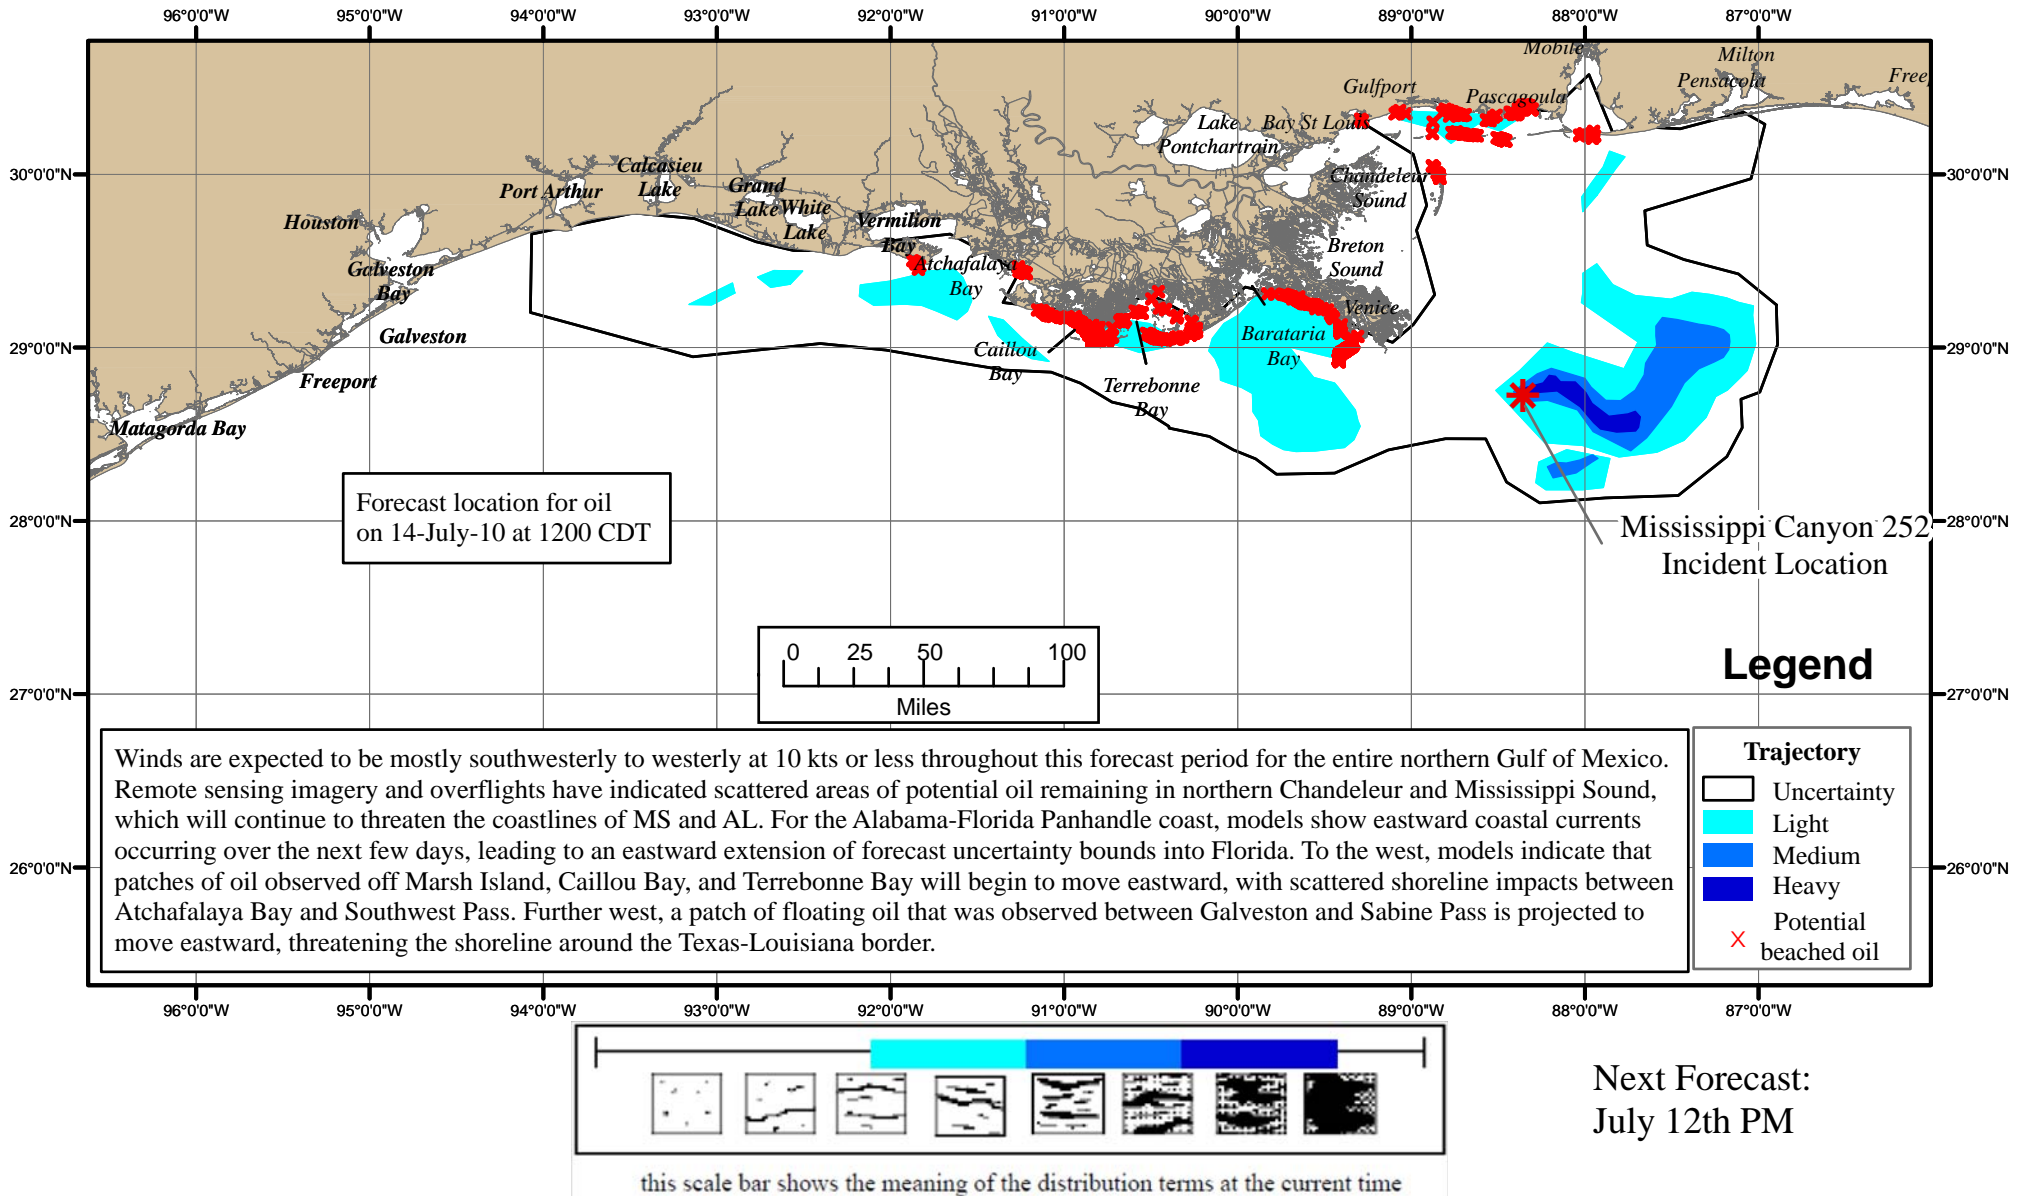 96°0'0"W
95°0'0"W
94°0'0"W
93°0'0"W
92°0'0"W
91°0'0"W
90°0'0"W
89°0'0"W
88°0'0"W
87°0'0"W
Mobile
Milton
Pensacola
Gulfport
Pascagoula
Lake
Pontchartrain
Bay St Louis
30°0'0"N
30°0'0"N
Calcasieu
Lake
Port Arthur
Grand
Lake
White
Lake
Houston
Vermilion
Bay
Chandeleur
Sound
Galveston
Bay
Atchafalaya
Bay
Breton
Sound
Venice
Galveston
29°0'0"N
29°0'0"N
Freeport
Caillou
Bay
Barataria
Bay
Terrebonne
Bay
Matagorda Bay
Forecast location for oil
on 14-July-10 at 1200 CDT
28°0'0"N
28°0'0"N
Mississippi Canyon 252
Incident Location
0 25 50 100
Miles
27°0'0"N
27°0'0"N
Legend
Trajectory
Uncertainty
Light
Medium
Heavy
Potential
beached oil
Winds are expected to be mostly southwesterly to westerly at 10 kts or less throughout this forecast period for the entire northern Gulf of Mexico.
Remote sensing imagery and overflights have indicated scattered areas of potential oil remaining in northern Chandeleur and Mississippi Sound,
which will continue to threaten the coastlines of MS and AL. For the Alabama-Florida Panhandle coast, models show eastward coastal currents
occurring over the next few days, leading to an eastward extension of forecast uncertainty bounds into Florida. To the west, models indicate that
patches of oil observed off Marsh Island, Caillou Bay, and Terrebonne Bay will begin to move eastward, with scattered shoreline impacts between
Atchafalaya Bay and Southwest Pass. Further west, a patch of floating oil that was observed between Galveston and Sabine Pass is projected to
move eastward, threatening the shoreline around the Texas-Louisiana border.
26°0'0"N
26°0'0"N
96°0'0"W
95°0'0"W
94°0'0"W
93°0'0"W
92°0'0"W
91°0'0"W
90°0'0"W
89°0'0"W
88°0'0"W
87°0'0"W
this scale bar shows the meaning of the distribution terms at the current time
Next Forecast:
July 12th PM